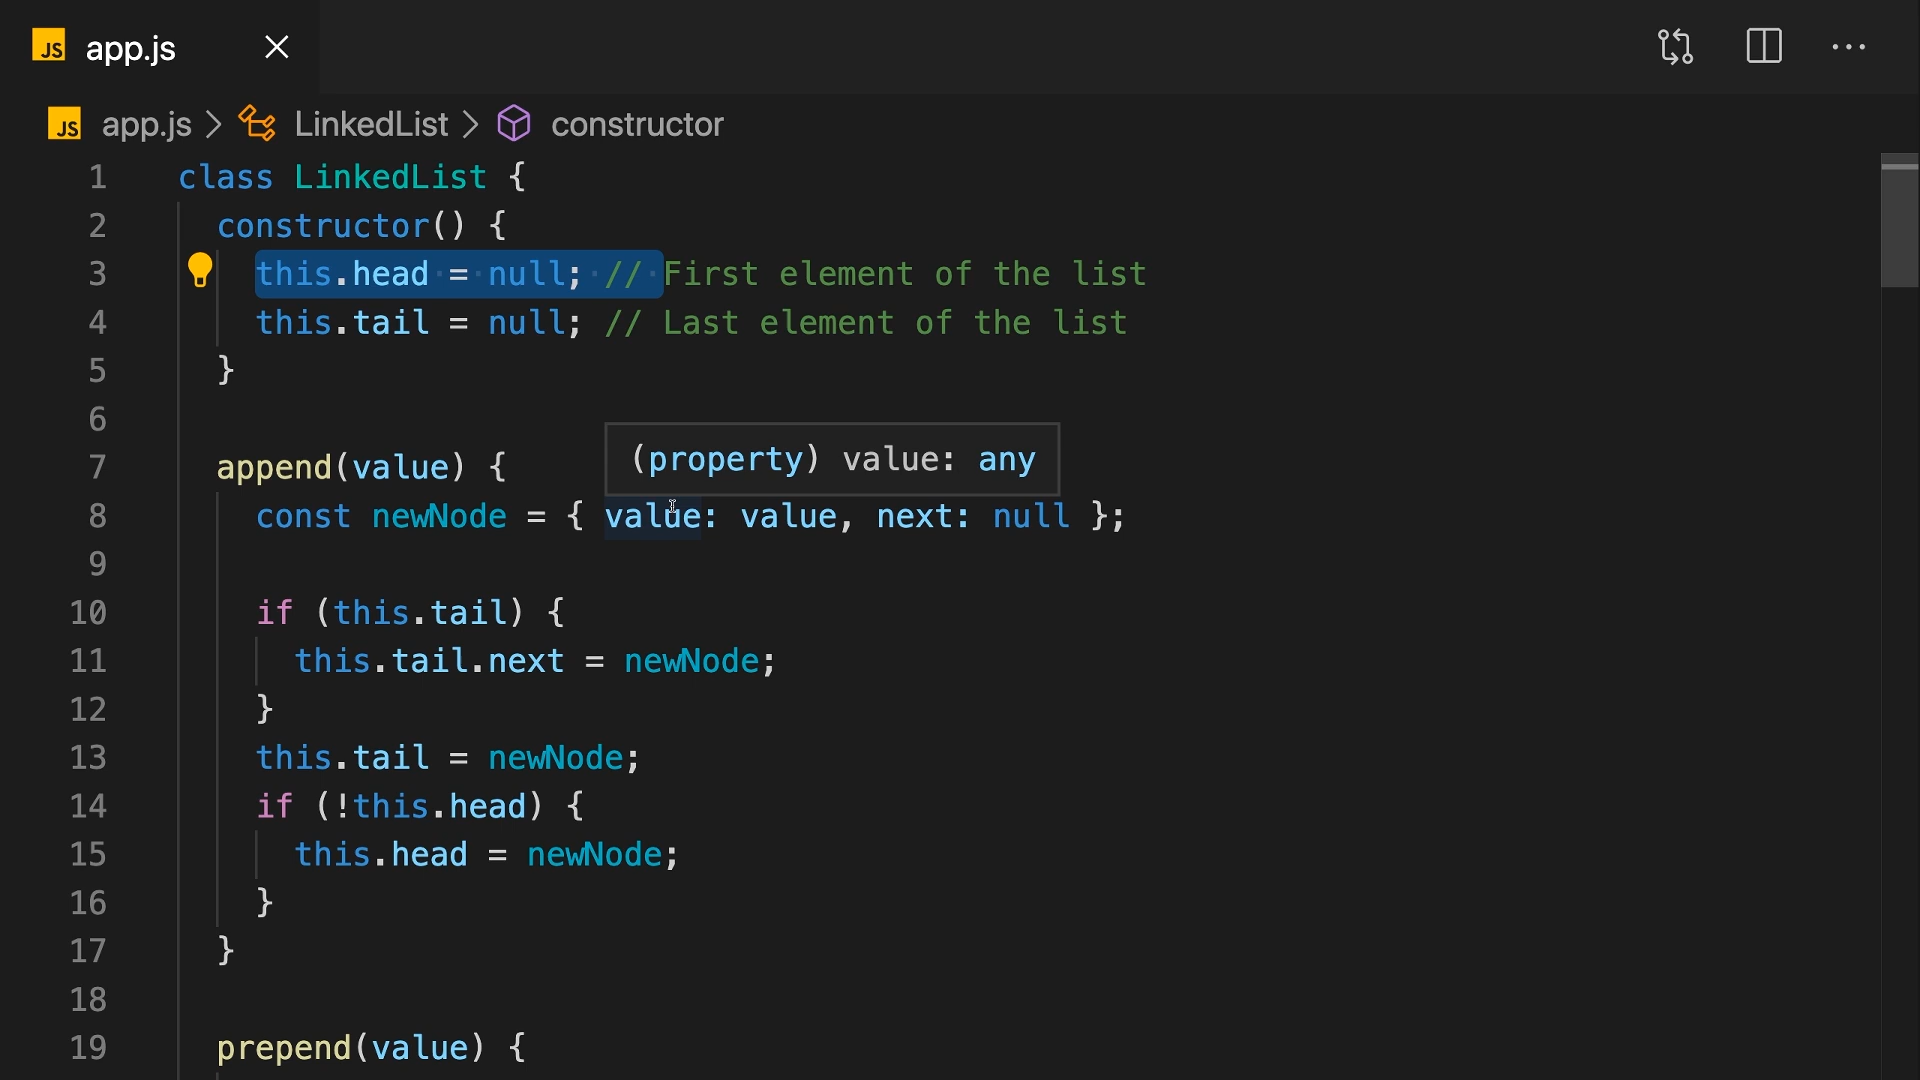 JS app.js
JS app.js > LinkedList > constructor
1 class LinkedList {
2 constructor() {
3 this.head = null; // First element of the list
4 this.tail = null; // Last element of the list
5 }
6
(property) value: any
7 append(value) {
8 const newNode = { value: value, next: null };
9
10 if (this.tail) {
11 this.tail.next = newNode;
12 }
13 this.tail = newNode;
14 if (!this.head) {
15 this.head = newNode;
16 }
17 }
18
19 prepend(value) {